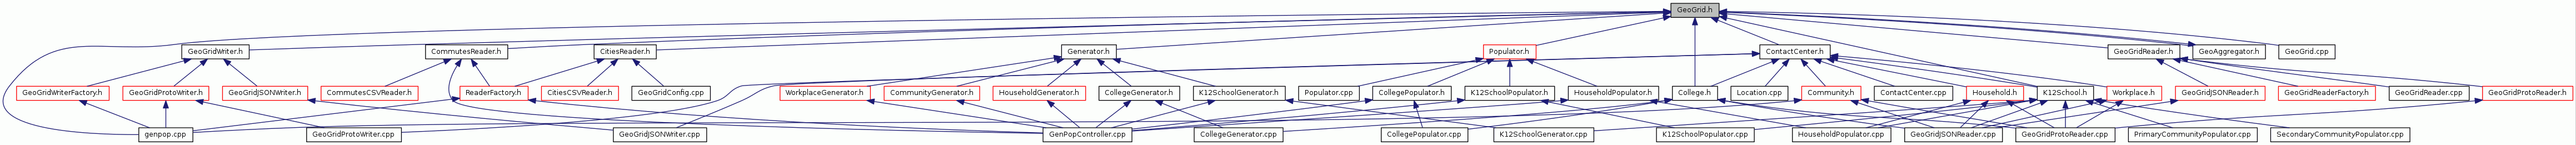 GeoGrid.h
GeoGridWriter.h
CommutesReader.h
CitiesReader.h
Generator.h
Populator.h
ContactCenter.h
GeoGridReader.h
GeoAggregator.h
GeoGrid.cpp
GeoGridWriterFactory.h
GeoGridProtoWriter.h
GeoGridJSONWriter.h
CommutesCSVReader.h
ReaderFactory.h
CitiesCSVReader.h
GeoGridConfig.cpp
WorkplaceGenerator.h
CommunityGenerator.h
HouseholdGenerator.h
CollegeGenerator.h
K12SchoolGenerator.h
Populator.cpp
CollegePopulator.h
K12SchoolPopulator.h
HouseholdPopulator.h
College.h
Location.cpp
Community.h
ContactCenter.cpp
Household.h
K12School.h
Workplace.h
GeoGridJSONReader.h
GeoGridReaderFactory.h
GeoGridReader.cpp
GeoGridProtoReader.h
genpop.cpp
GeoGridProtoWriter.cpp
GeoGridJSONWriter.cpp
GenPopController.cpp
CollegeGenerator.cpp
CollegePopulator.cpp
K12SchoolGenerator.cpp
K12SchoolPopulator.cpp
HouseholdPopulator.cpp
GeoGridJSONReader.cpp
GeoGridProtoReader.cpp
PrimaryCommunityPopulator.cpp
SecondaryCommunityPopulator.cpp